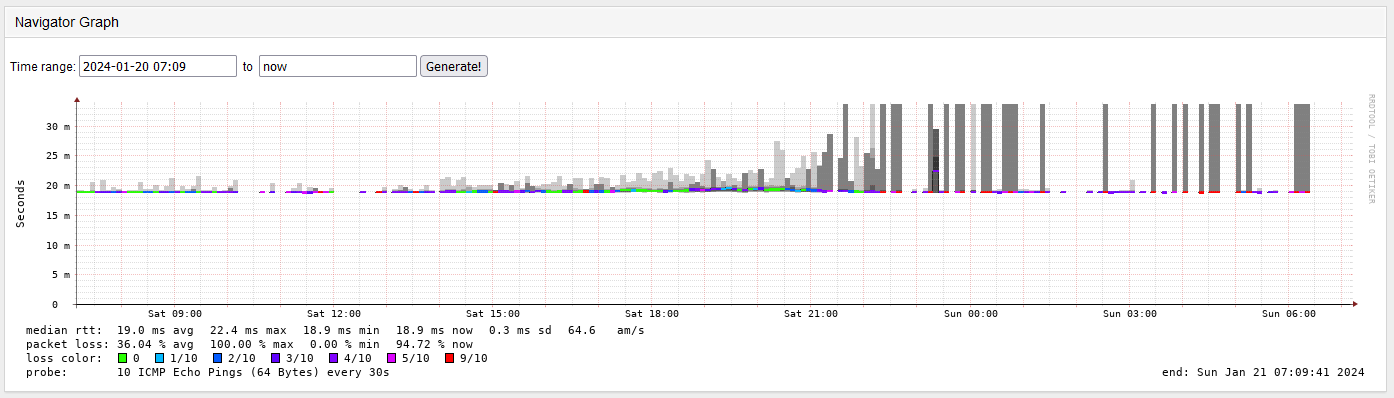 Navigator Graph
Time range: 2024-01-20 07:09 to now Generate!
RRDTOOL / TOBI OETIKER
Seconds
30 m
25 m
20 m
15 m
10 m
5 m
0
Sat 09:00 Sat 12:00 Sat 15:00 Sat 18:00 Sat 21:00 Sun 00:00 Sun 03:00 Sun 06:00
median rtt: 19.0 ms avg 22.4 ms max 18.9 ms min 18.9 ms now 0.3 ms sd 64.6 am/s
packet loss: 36.04 % avg 100.00 % max 0.00 % min 94.72 % now
loss color: 0 1/10 2/10 3/10 4/10 5/10 9/10
probe: 10 ICMP Echo Pings (64 Bytes) every 30s end: Sun Jan 21 07:09:41 2024